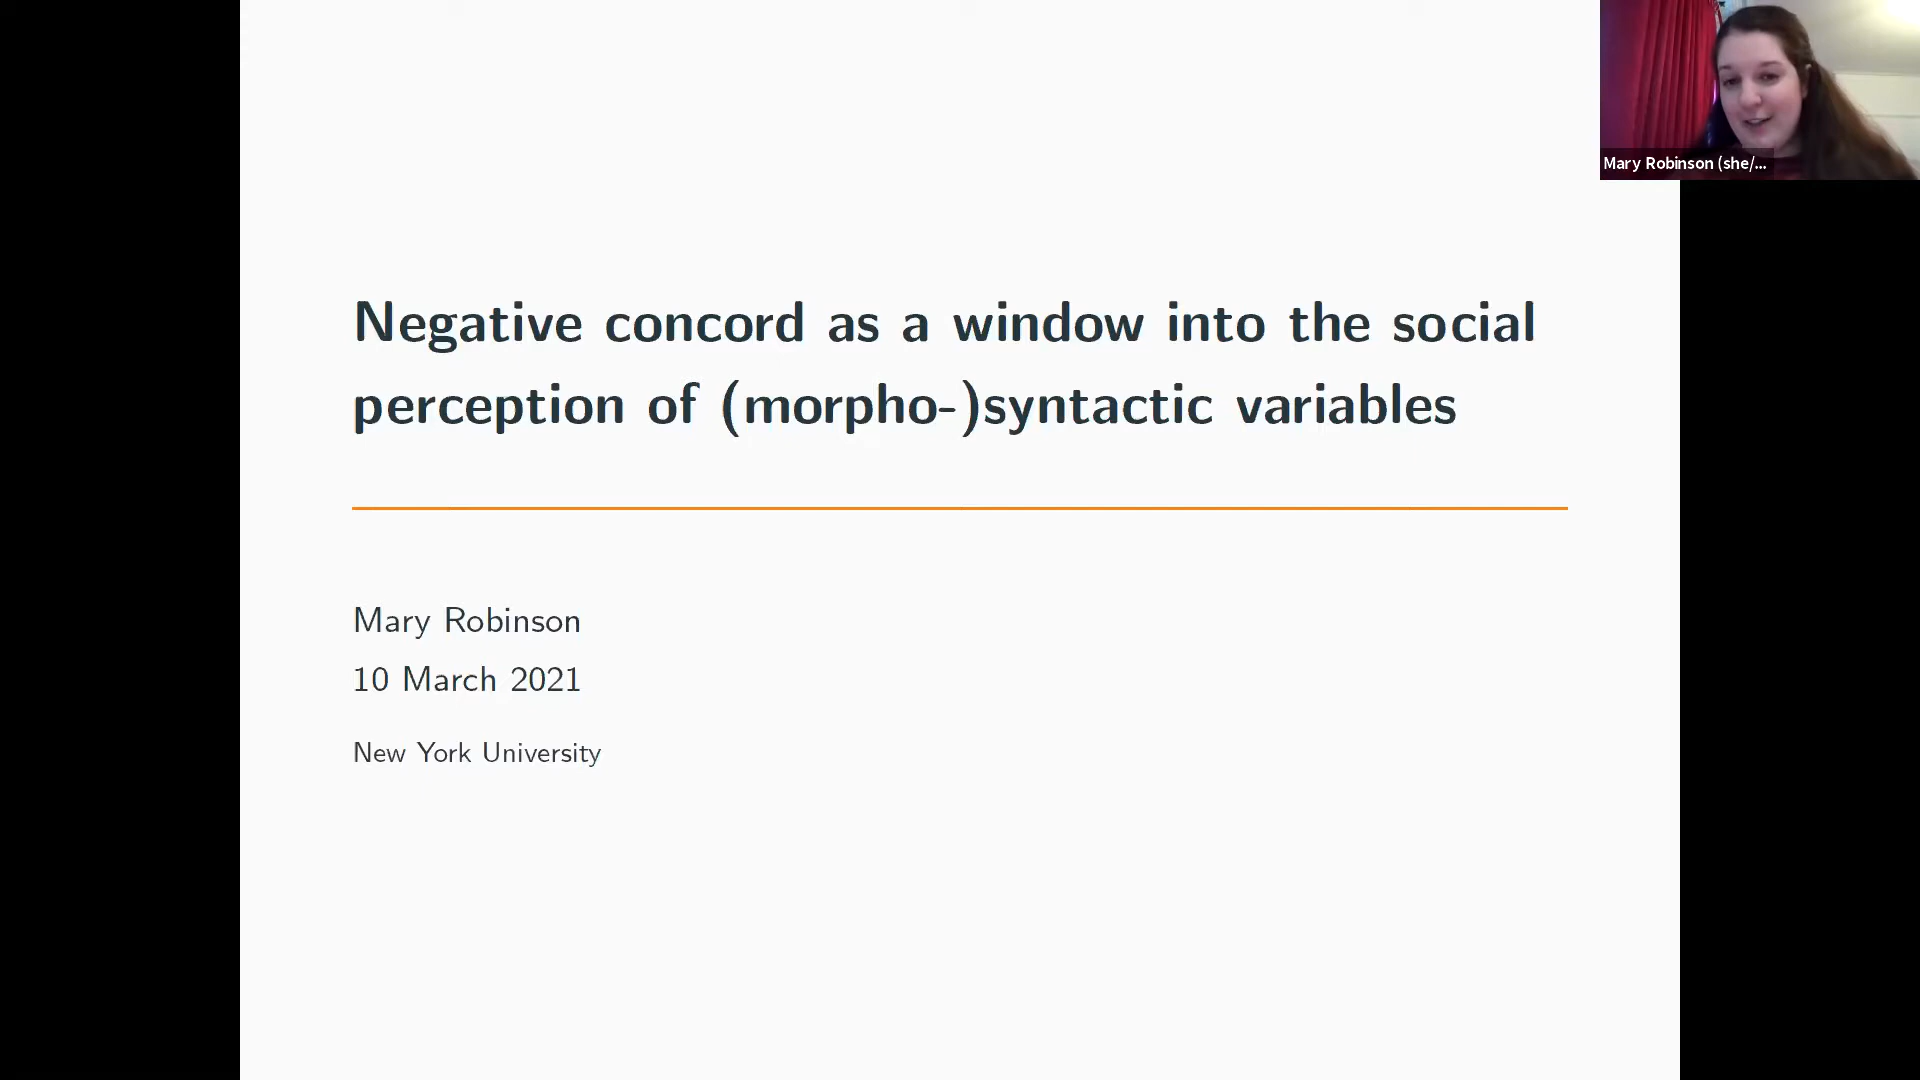 Negative concord as a window into the social
perception of (morpho-)syntactic variables
Mary Robinson
10 March 2021
New York University
Mary Robinson (she/...